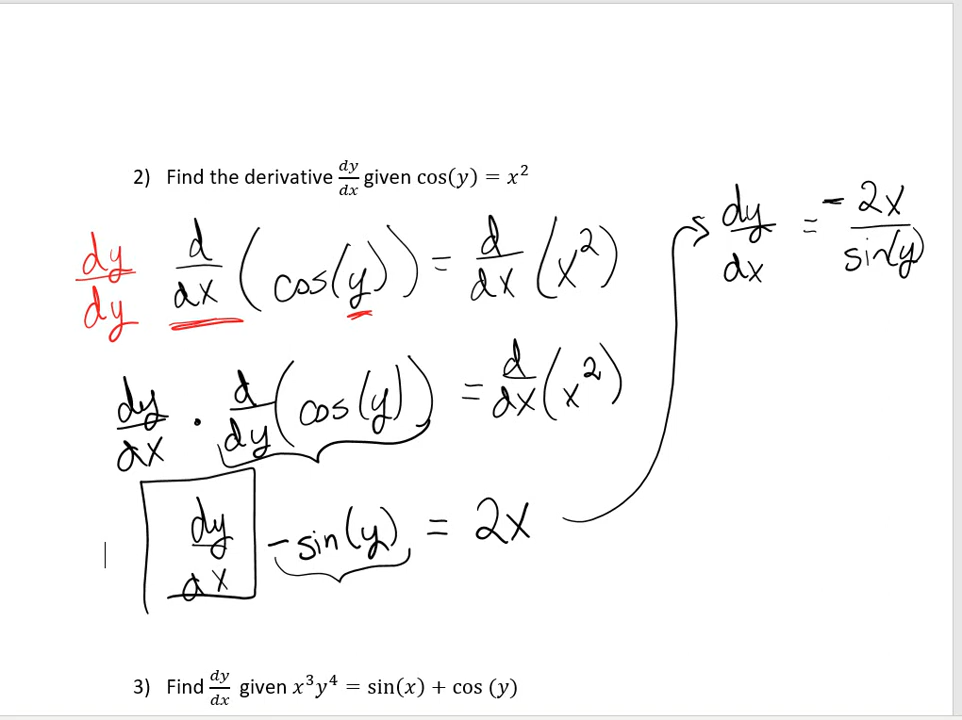 2) Find the derivative dy/dx given cos(y) = x²
dy/dy d/dx (cos(y)) = d/dx (x²)
dy/dx · d/dy (cos(y)) = d/dx (x²)
dy/dx -sin(y) = 2x
dy/dx = -2x/sin(y)
3) Find dy/dx given x³y⁴ = sin(x) + cos (y)